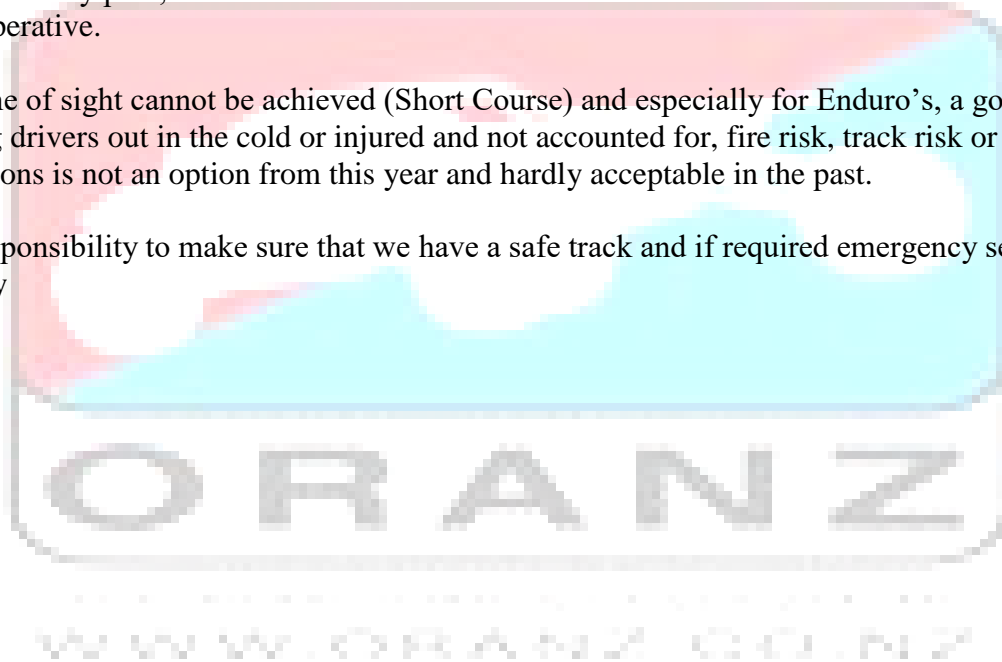 perative.
ne of sight cannot be achieved (Short Course) and especially for Enduro's, a go
g drivers out in the cold or injured and not accounted for, fire risk, track risk or
ons is not an option from this year and hardly acceptable in the past.
ponsibility to make sure that we have a safe track and if required emergency se
y
ORANZ
WWW.ORANZ.CO.NZ